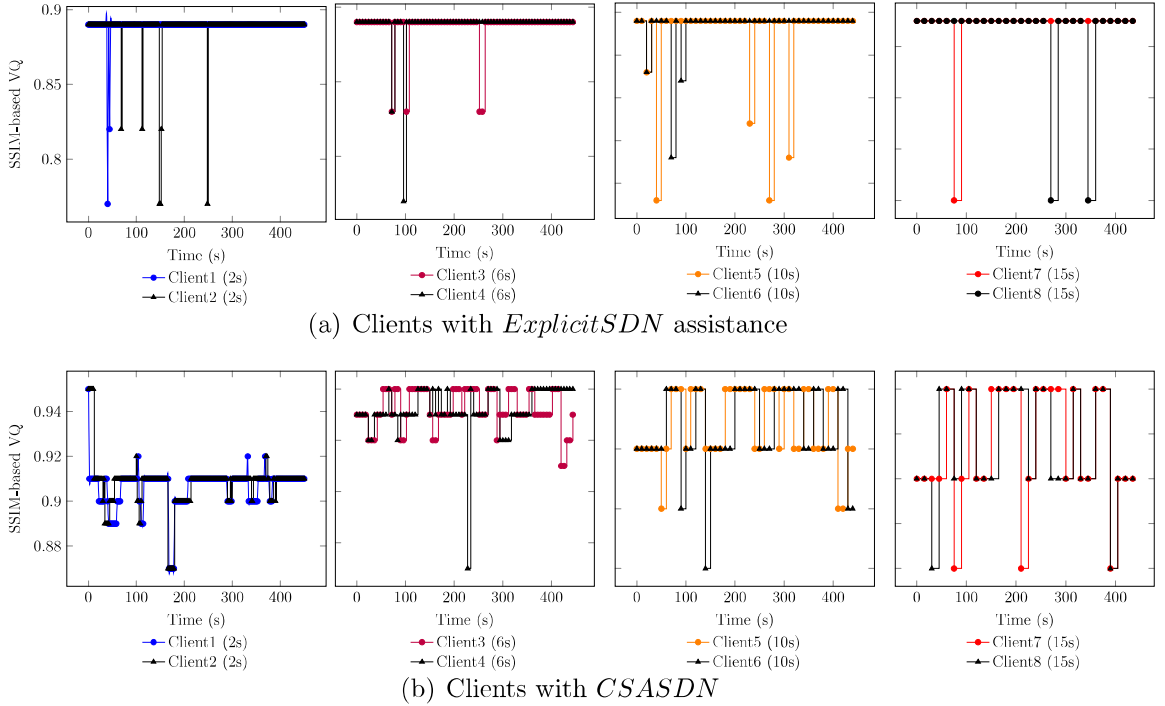 0.9
0.85
0.8
SSIM-based VQ
0 100 200 300 400
0 100 200 300 400
0 100 200 300 400
0 100 200 300 400
Time (s)
Time (s)
Time (s)
Time (s)
Client1 (2s)
Client2 (2s)
Client3 (6s)
Client4 (6s)
Client5 (10s)
Client6 (10s)
Client7 (15s)
Client8 (15s)
(a) Clients with ExplicitSDN assistance
0.94
0.92
0.9
0.88
SSIM-based VQ
0 100 200 300 400
0 100 200 300 400
0 100 200 300 400
0 100 200 300 400
Time (s)
Time (s)
Time (s)
Time (s)
Client1 (2s)
Client2 (2s)
Client3 (6s)
Client4 (6s)
Client5 (10s)
Client6 (10s)
Client7 (15s)
Client8 (15s)
(b) Clients with CSASDN